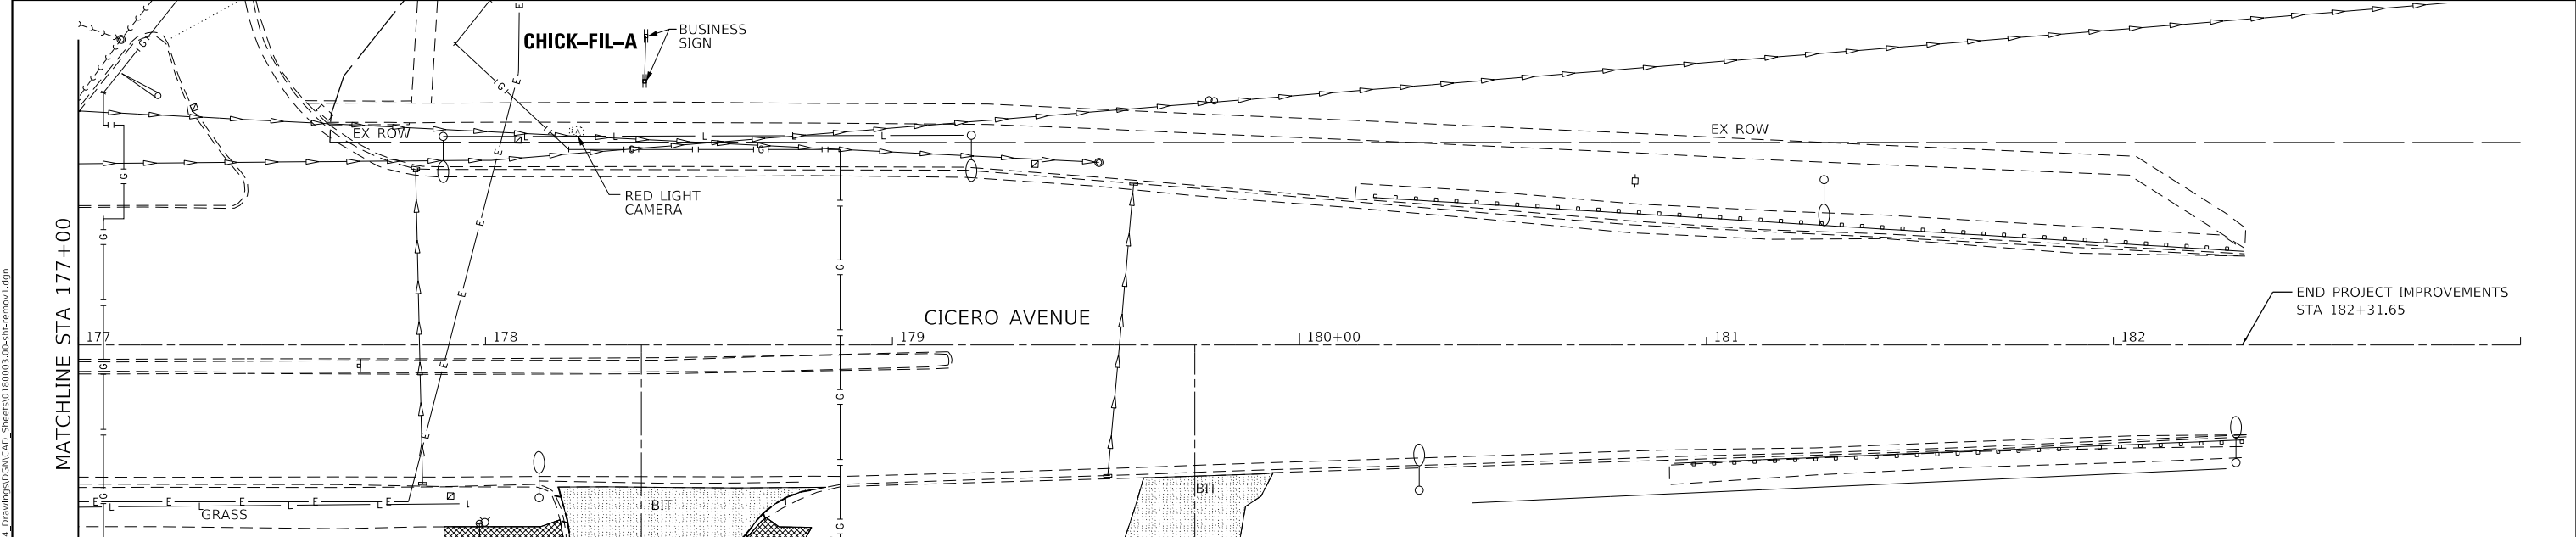 CHICK–FIL–A
BUSINESS
SIGN
EX ROW
EX ROW
RED LIGHT
CAMERA
MATCHLINE STA 177+00
CICERO AVENUE
END PROJECT IMPROVEMENTS
STA 182+31.65
177
178
179
180+00
181
182
BIT
BIT
GRASS
G
G
G
G
G
G
G
G
G
G
G
G
E
E
E
E
E
E
E
E
E
E
E
E
E
L
L
L
L
L
L
L
L
L